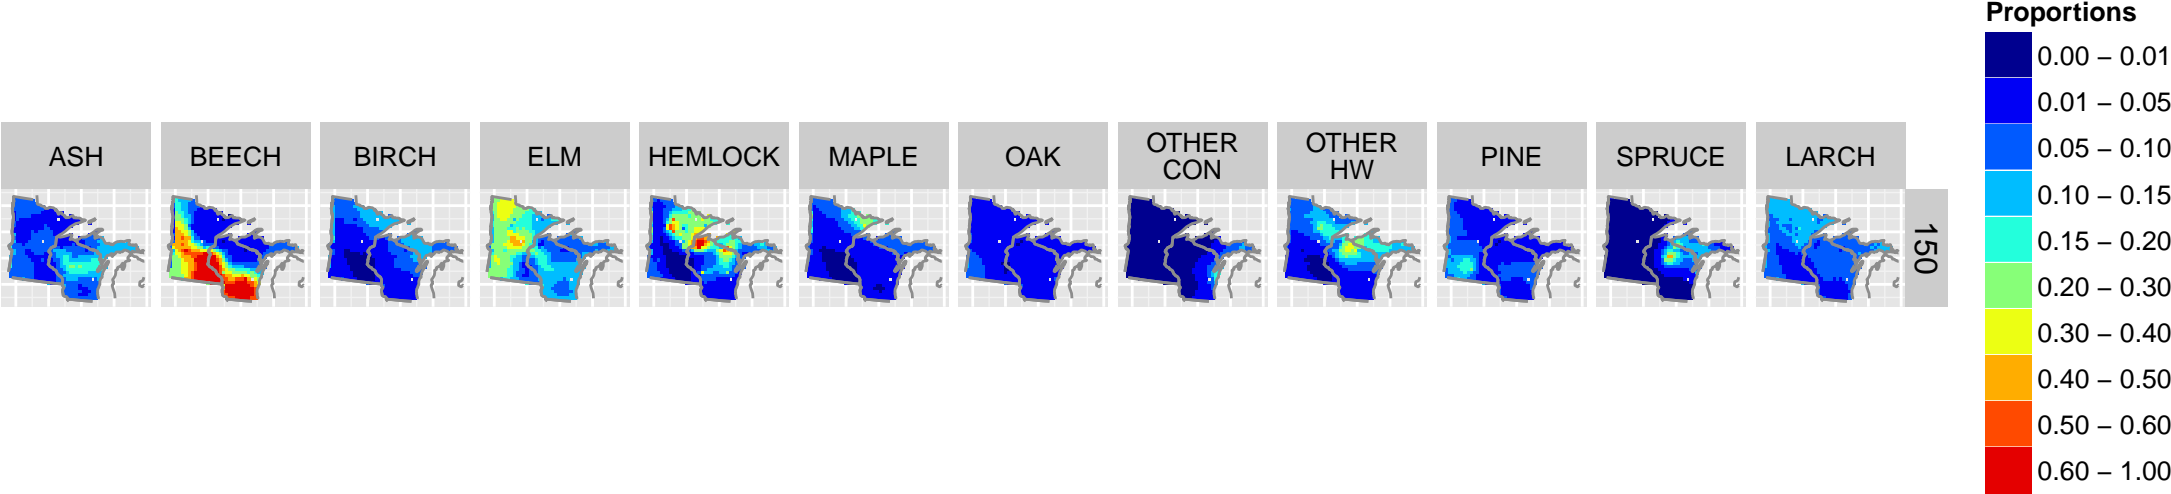 Proportions
0.00 – 0.01
0.01 – 0.05
0.05 – 0.10
0.10 – 0.15
0.15 – 0.20
0.20 – 0.30
0.30 – 0.40
0.40 – 0.50
0.50 – 0.60
0.60 – 1.00
ASH
BEECH
BIRCH
ELM
HEMLOCK
MAPLE
OAK
OTHER
CON
OTHER
HW
PINE
SPRUCE
LARCH
150